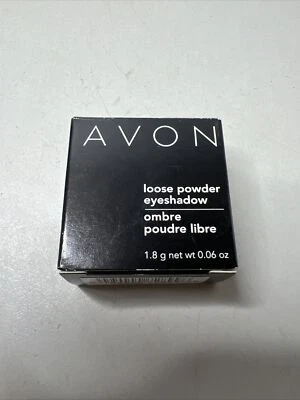 AVON
loose powder
eyeshadow
ombre
poudre libre
1.8 g net wt 0.06 oz